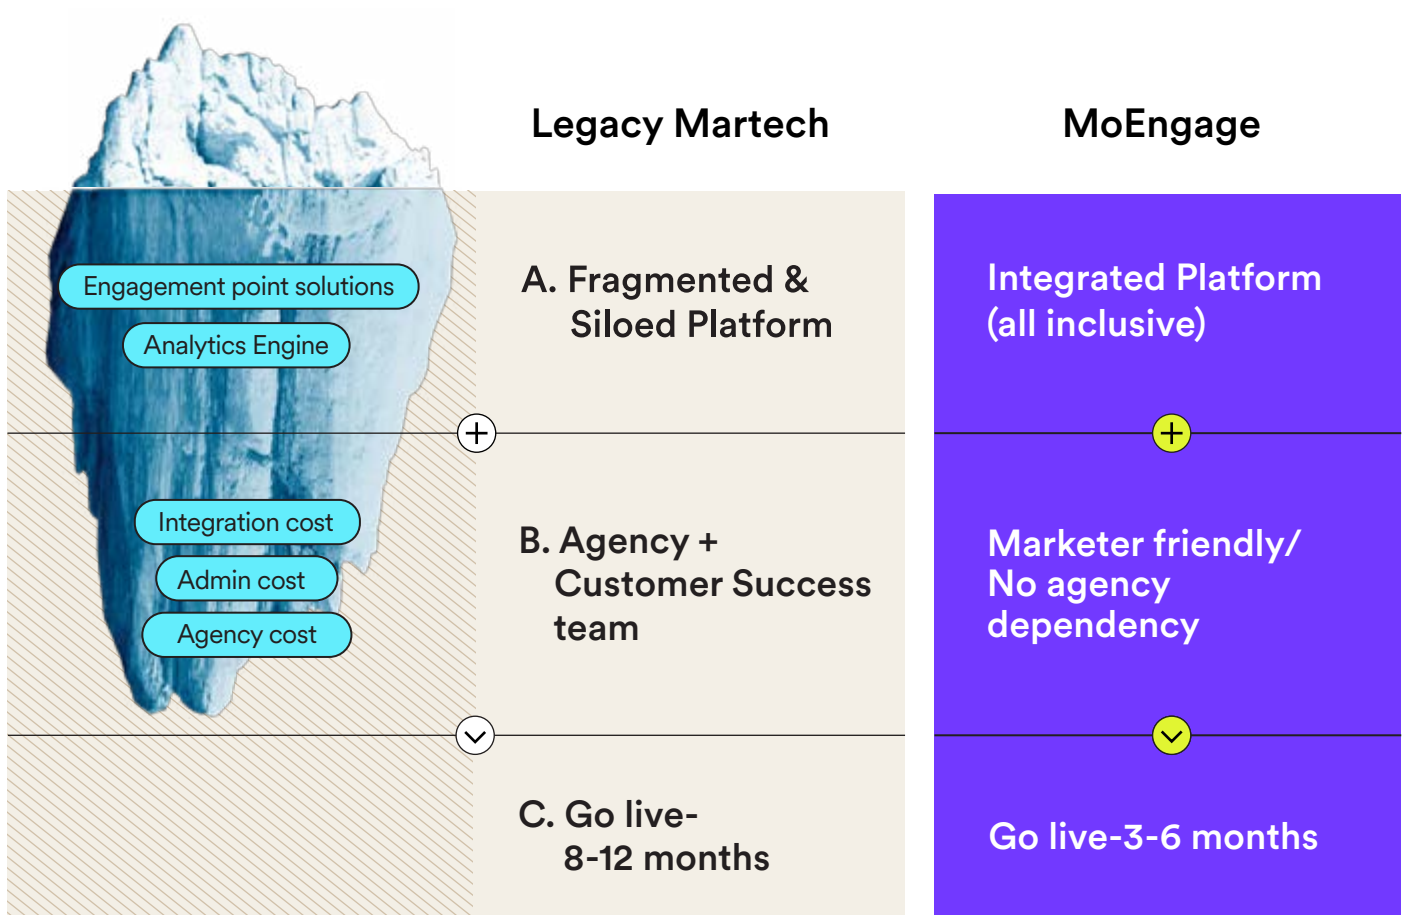 Legacy Martech
MoEngage
Engagement point solutions
Analytics Engine
A. Fragmented &
Siloed Platform
Integrated Platform
(all inclusive)
Integration cost
Admin cost
Agency cost
B. Agency +
Customer Success
team
Marketer friendly/
No agency
dependency
C. Go live-
8-12 months
Go live-3-6 months